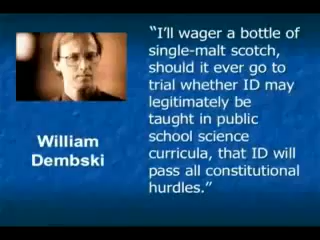 “I’ll wager a bottle of
single-malt scotch,
should it ever go to
trial whether ID may
legitimately be
taught in public
school science
curricula, that ID will
pass all constitutional
hurdles.”
William
Dembski